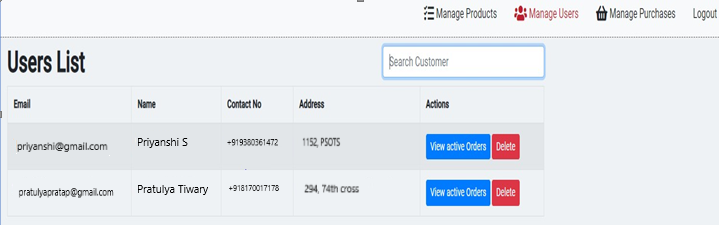 Manage Products Manage Users Manage Purchases Logout
Users List
Search Customer
Email Name Contact No Address Actions
priyanshi@gmail.com Priyanshi S +919380361472 1152, PSOTS View active Orders Delete
pratulyapratap@gmail.com Pratulya Tiwary +918170017178 294, 74th cross View active Orders Delete